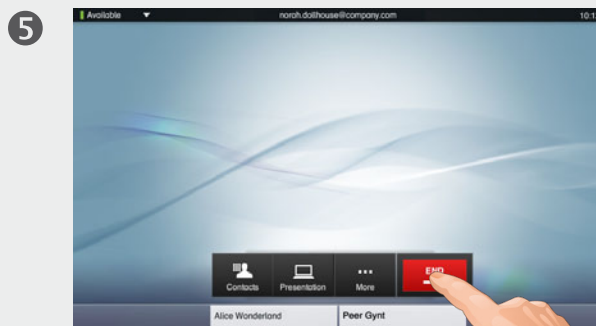 5
Available norah.dollhouse@company.com 10:1
Contacts Presentation More END
Alice Wonderland Peer Gynt